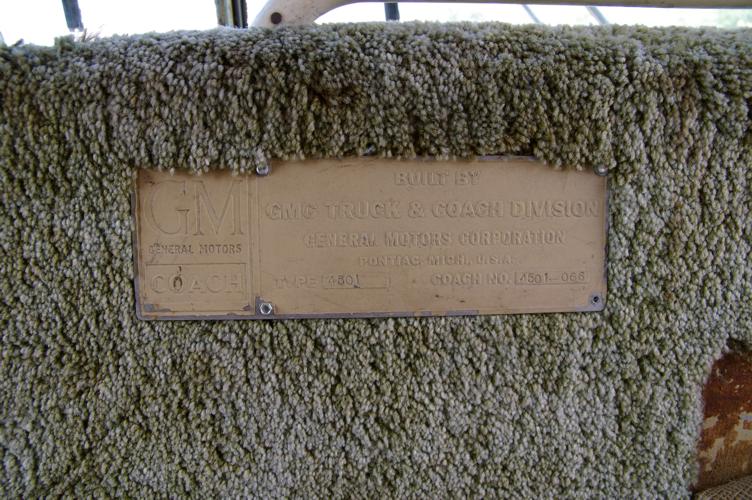 GM
GENERAL MOTORS
COACH
BUILT BY
GMC TRUCK & COACH DIVISION
GENERAL MOTORS CORPORATION
PONTIAC, MICH., U.S.A.
TYPE 4501
COACH NO. 4501-066